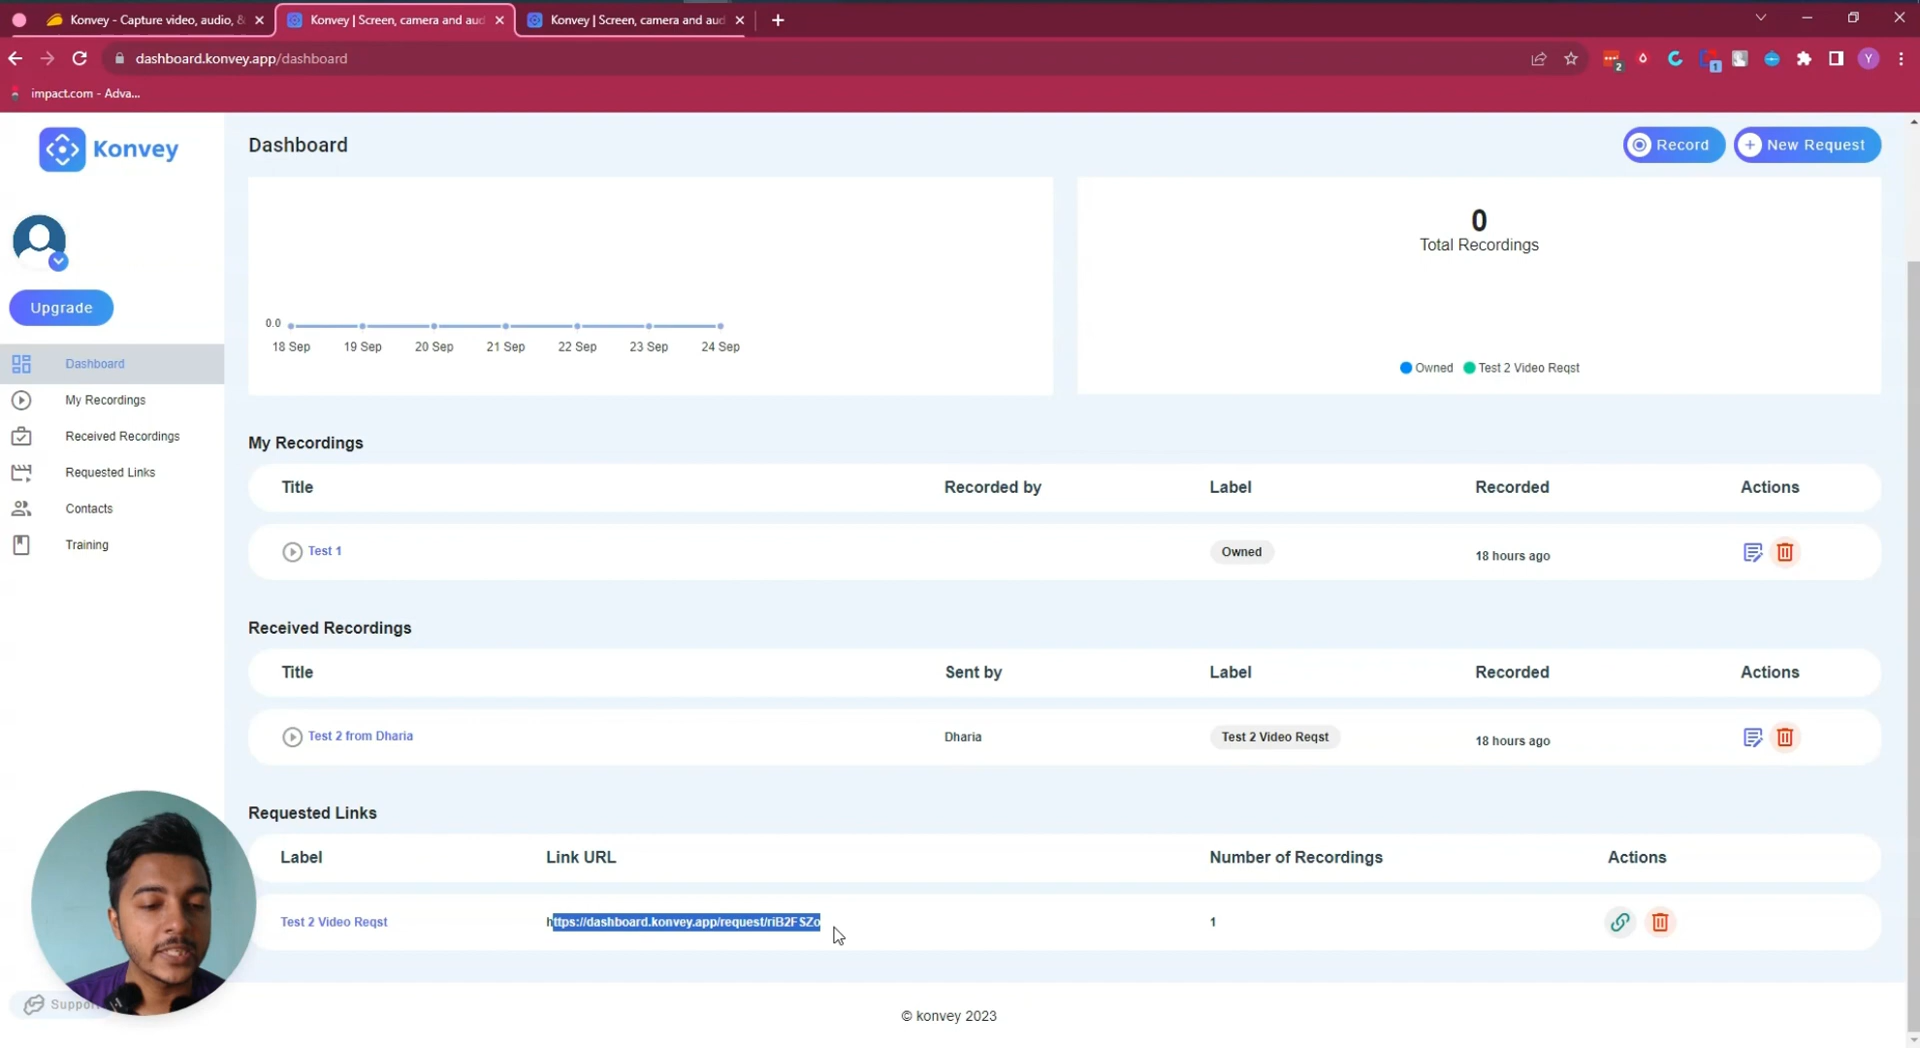 Konvey - Capture video, audio, &
Konvey | Screen, camera and aud
Konvey | Screen, camera and aud
dashboard.konvey.app/dashboard
2
1
Y
impact.com - Adva...
Konvey
Dashboard
Record
New Request
0
Total Recordings
Upgrade
0.0
18 Sep 19 Sep 20 Sep 21 Sep 22 Sep 23 Sep 24 Sep
Owned Test 2 Video Reqst
Dashboard
My Recordings
Received Recordings
Requested Links
Contacts
Training
My Recordings
Title Recorded by Label Recorded Actions
Test 1 Owned 18 hours ago
Received Recordings
Title Sent by Label Recorded Actions
Test 2 from Dharia Dharia Test 2 Video Reqst 18 hours ago
Requested Links
Label Link URL Number of Recordings Actions
Test 2 Video Reqst https://dashboard.konvey.app/request/riB2FSZo 1
Support
© konvey 2023